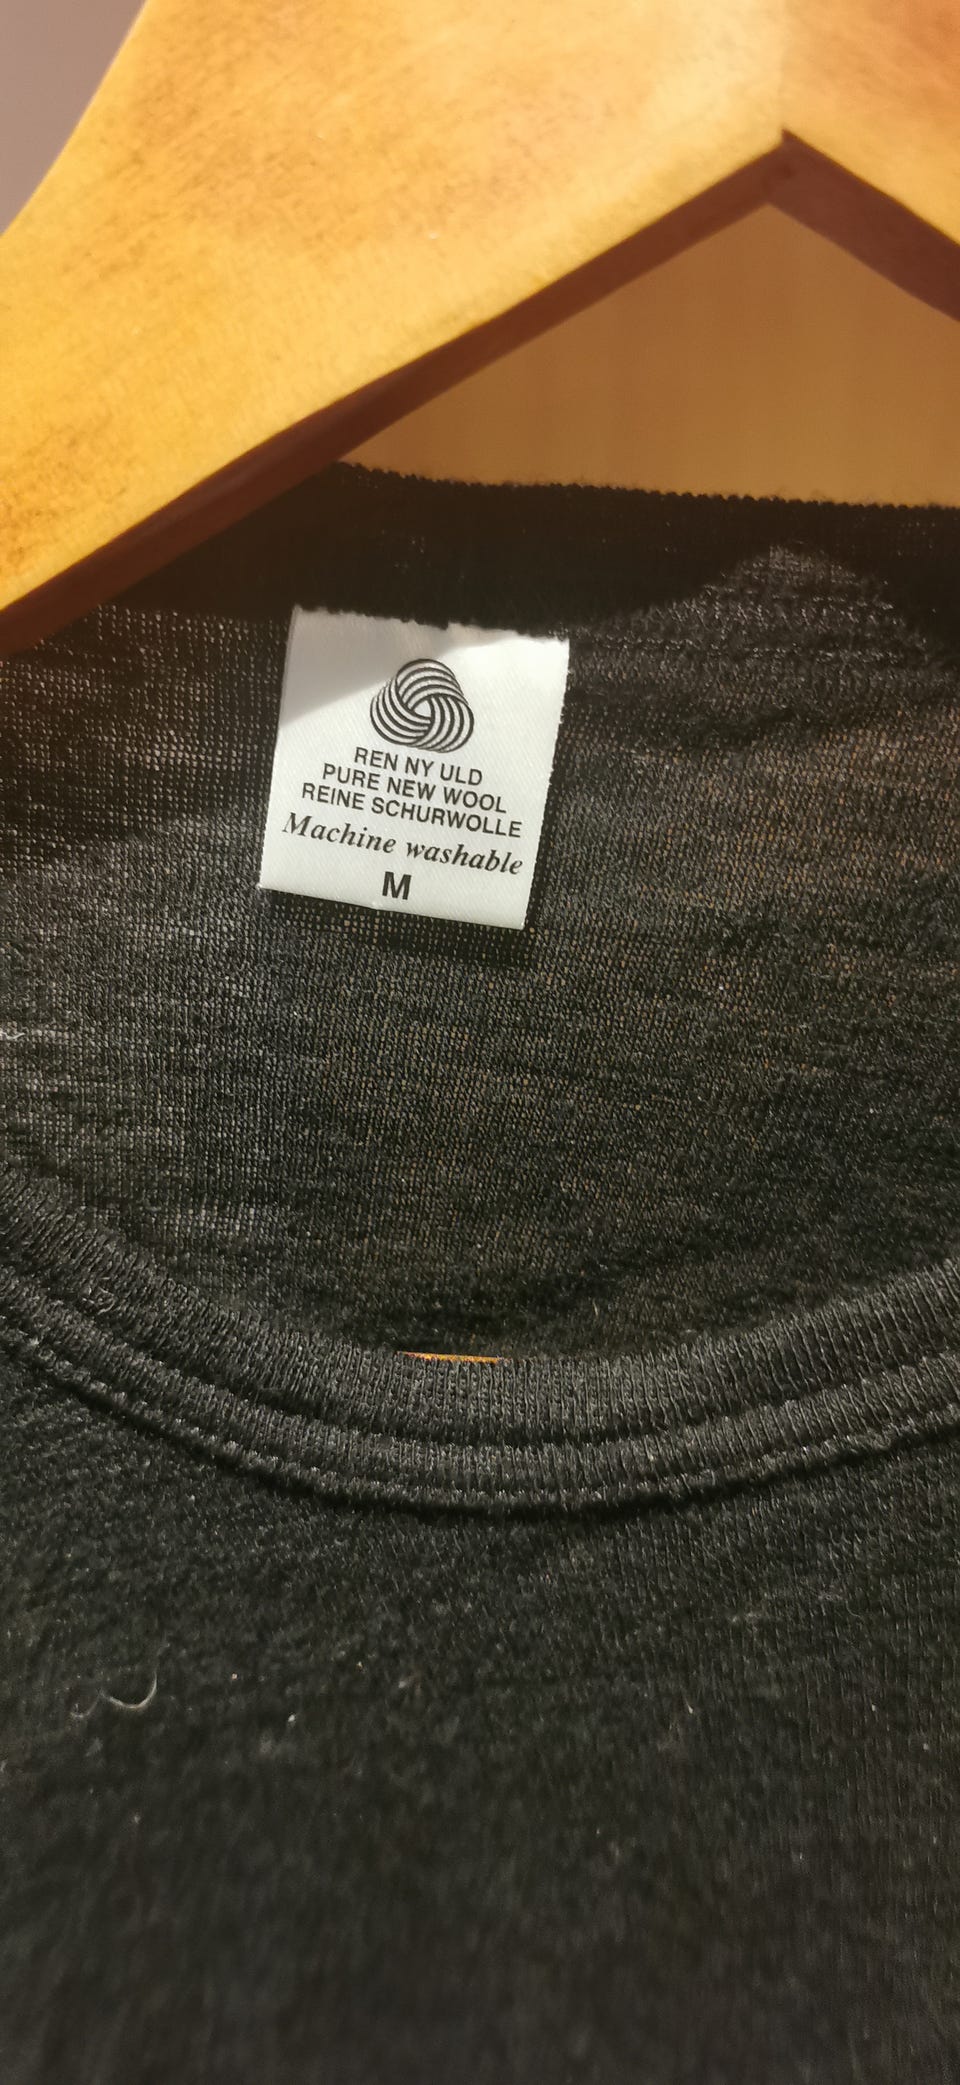 REN NY ULD
PURE NEW WOOL
REINE SCHURWOLLE
Machine washable
M